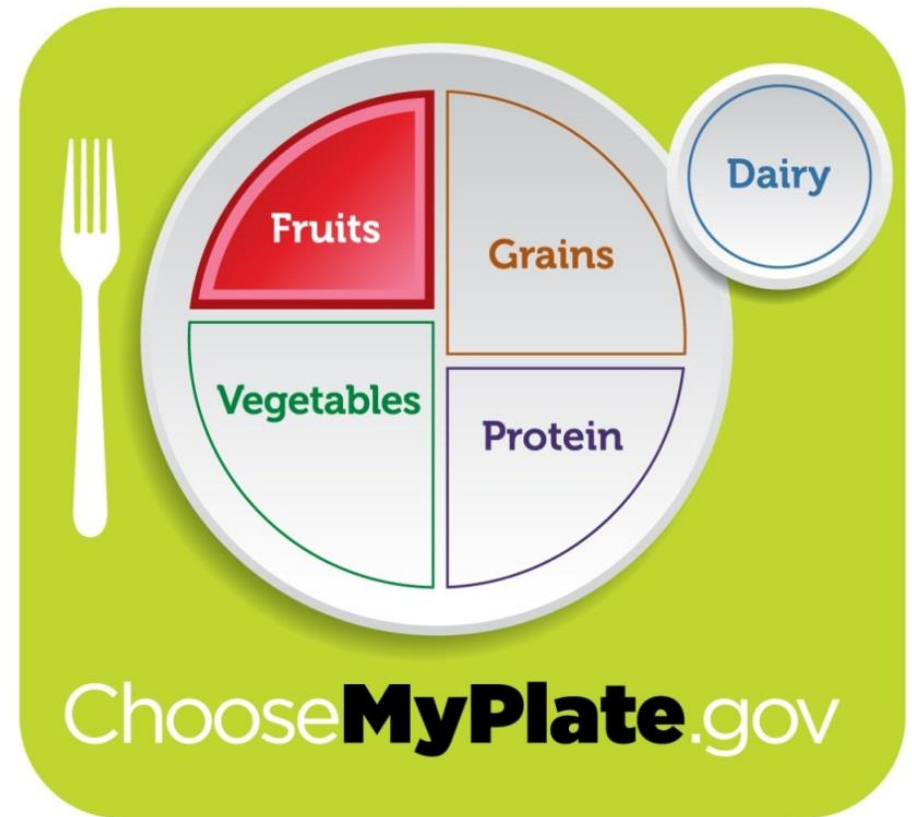 Fruits
Grains
Dairy
Vegetables
Protein
ChooseMyPlate.gov